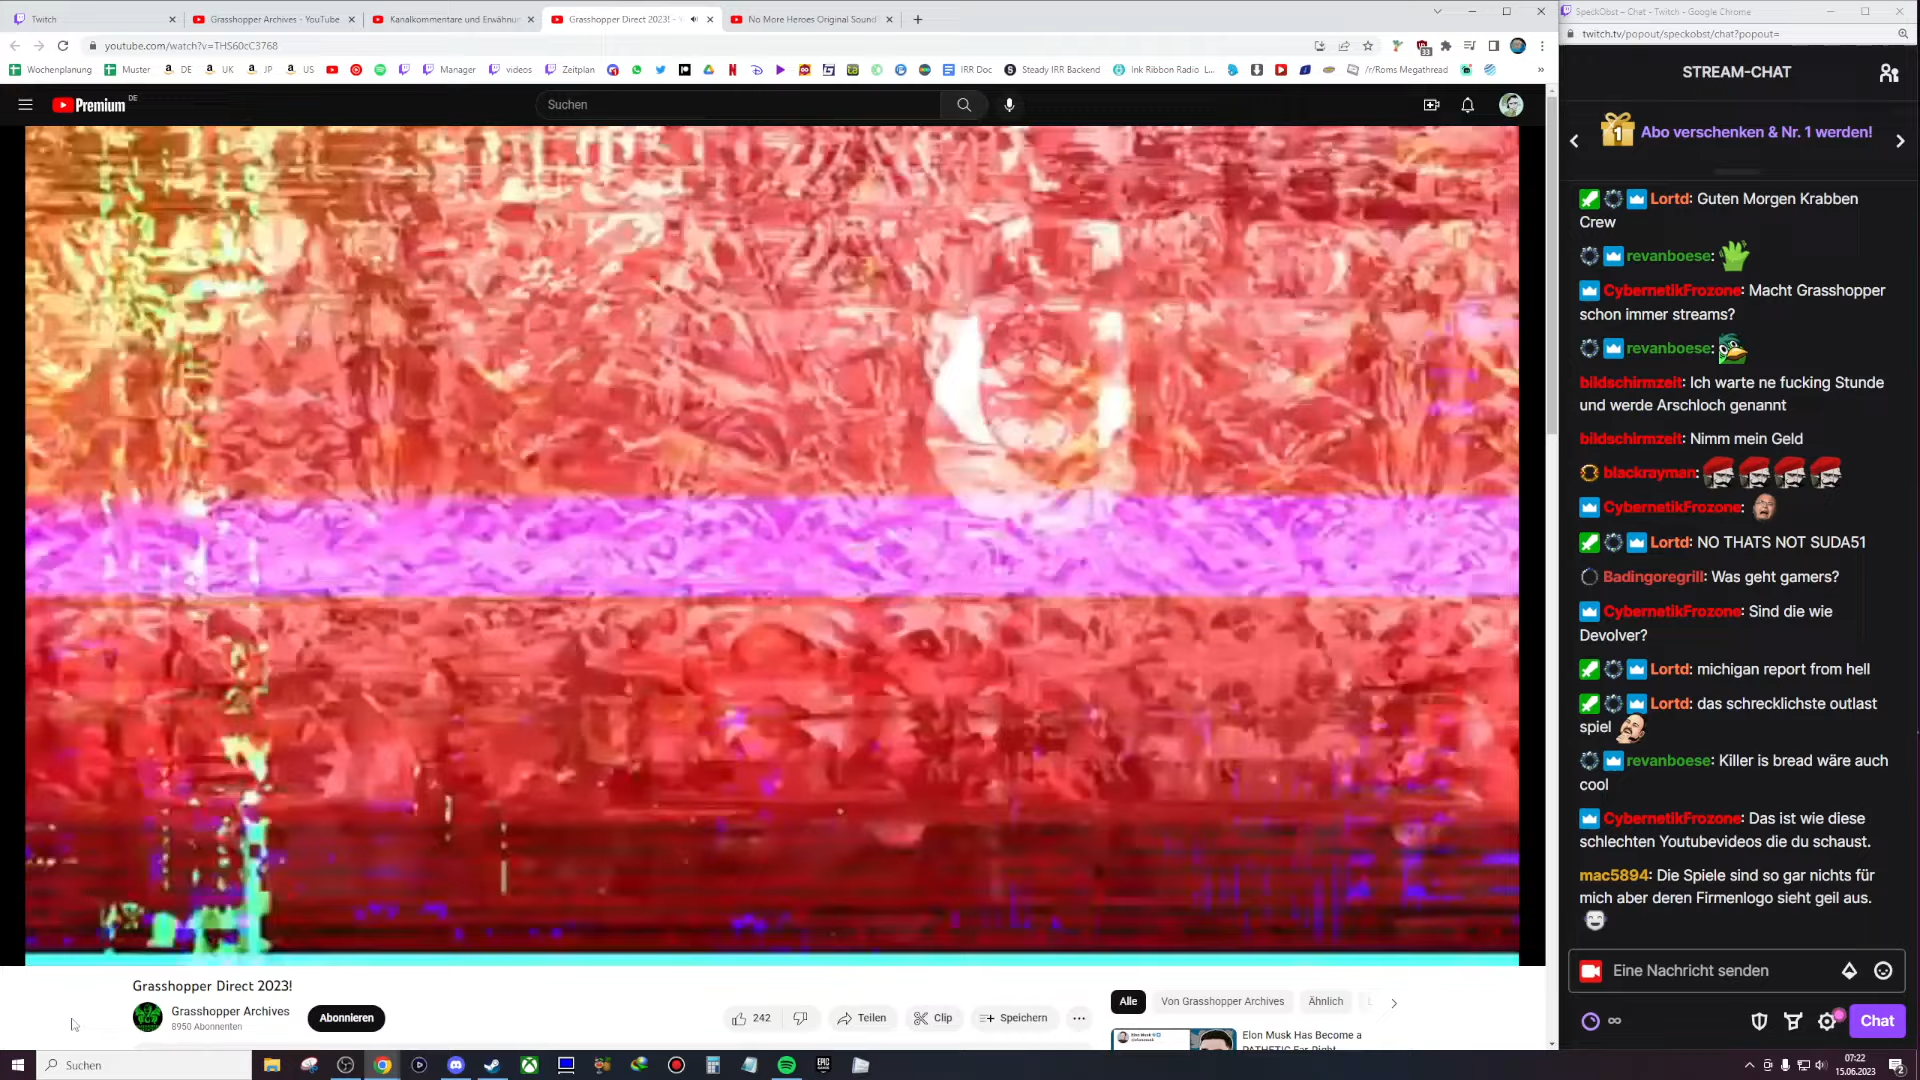 Twitch
Grasshopper Archives - YouTube
Kanalkommentare und Erwähnun
Grasshopper Direct 2023! - Y
No More Heroes Original Sound
SpeckObst – Chat - Twitch - Google Chrome
youtube.com/watch?v=THS60cC3768
twitch.tv/popout/speckobst/chat?popout=
Wochenplanung
Muster
DE
UK
JP
US
Manager
videos
Zeitplan
IRR Doc
Steady IRR Backend
Ink Ribbon Radio L...
/r/Roms Megathread
Premium DE
Suchen
STREAM-CHAT
1
Abo verschenken & Nr. 1 werden!
Lortd: Guten Morgen Krabben
Crew
revanboese:
CybernetikFrozone: Macht Grasshopper
schon immer streams?
revanboese:
bildschirmzeit: Ich warte ne fucking Stunde
und werde Arschloch genannt
bildschirmzeit: Nimm mein Geld
blackrayman:
CybernetikFrozone:
Lortd: NO THATS NOT SUDA51
Badingoregrill: Was geht gamers?
CybernetikFrozone: Sind die wie
Devolver?
Lortd: michigan report from hell
Lortd: das schrecklichste outlast
spiel
revanboese: Killer is bread wäre auch
cool
CybernetikFrozone: Das ist wie diese
schlechten Youtubevideos die du schaust.
mac5894: Die Spiele sind so gar nichts für
mich aber deren Firmenlogo sieht geil aus.
Eine Nachricht senden
Chat
Grasshopper Direct 2023!
Grasshopper Archives
8950 Abonnenten
Abonnieren
242
Teilen
Clip
Speichern
Alle
Von Grasshopper Archives
Ähnlich
Elon Musk Has Become a
PATHETIC Far-Right
Suchen
07:22
15.06.2023
2